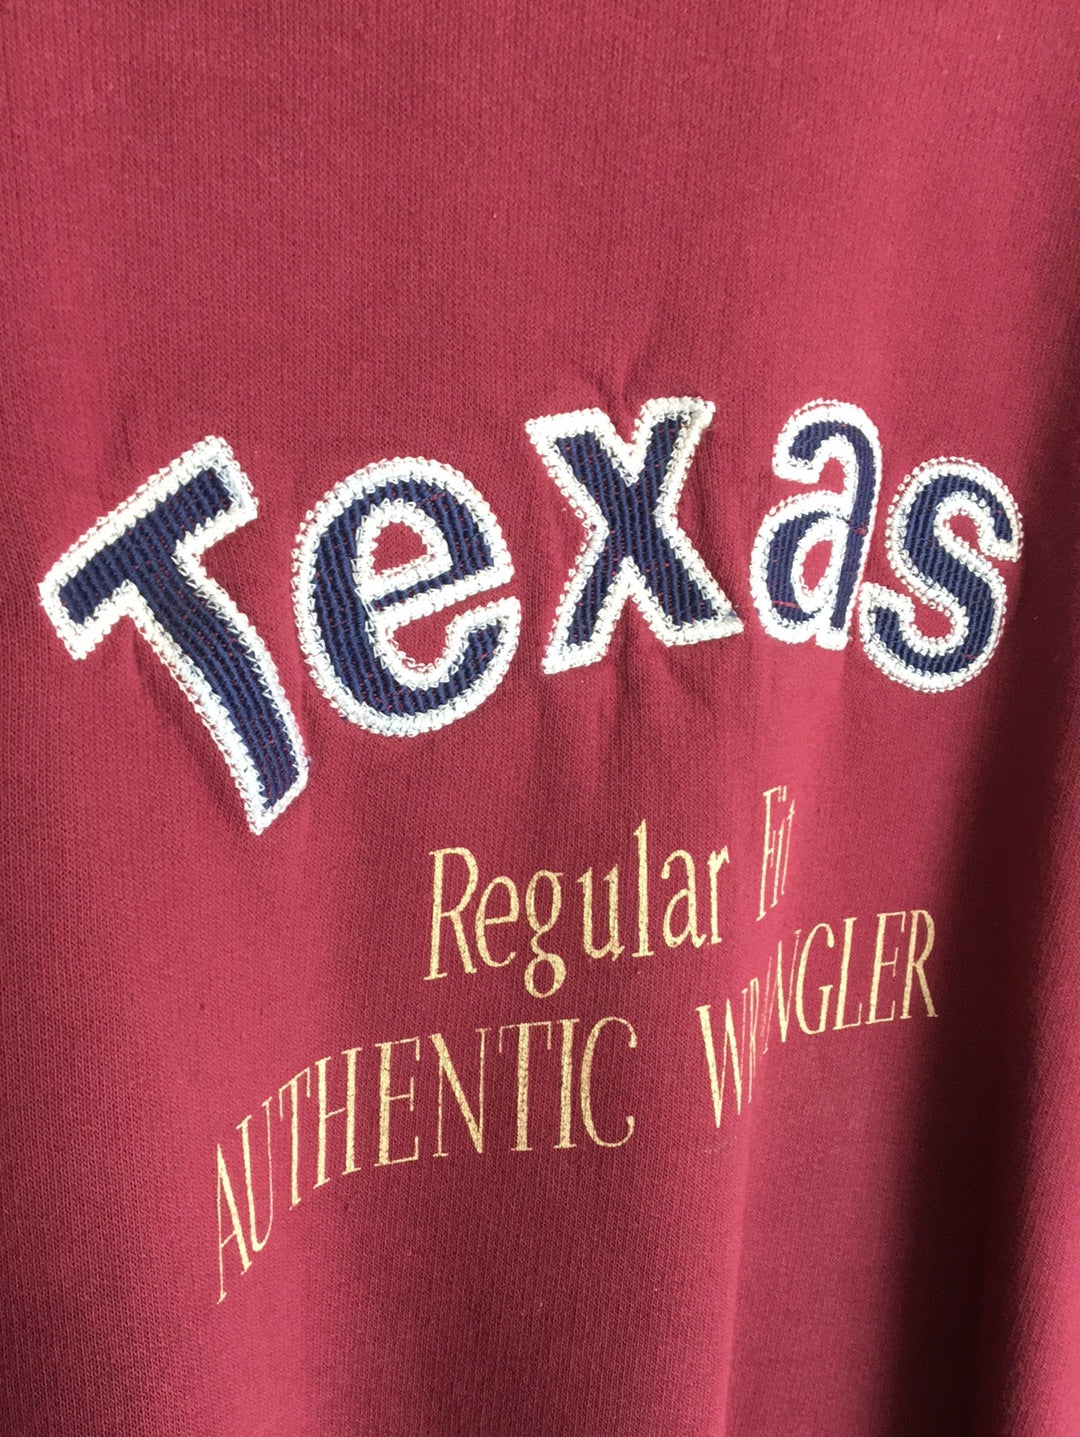 Texas
Regular Fit
AUTHENTIC WRANGLER